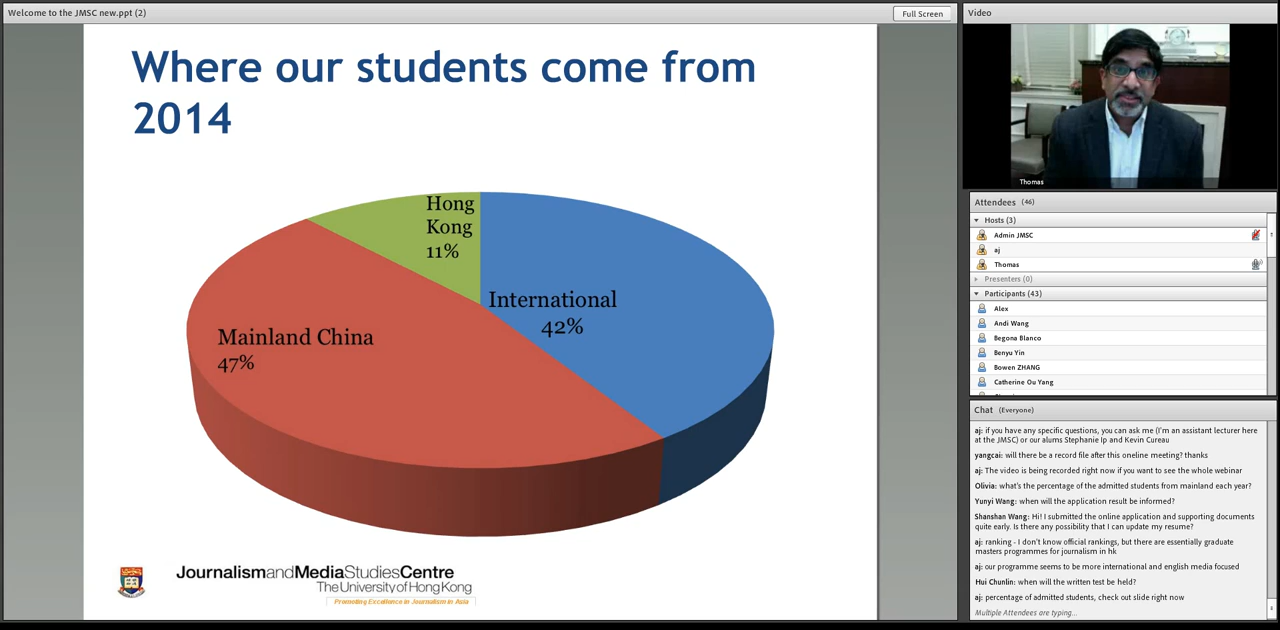 Welcome to the JMSC new.ppt (2)
Full Screen
Where our students come from
2014
Hong
Kong
11%
International
42%
Mainland China
47%
JournalismandMediaStudiesCentre
The University of Hong Kong
Promoting Excellence in Journalism in Asia
Video
Thomas
Attendees (46)
Hosts (3)
Admin JMSC
aj
Thomas
Presenters (0)
Participants (43)
Alex
Andi Wang
Begona Blanco
Benyu Yin
Bowen ZHANG
Catherine Ou Yang
Chat (Everyone)
aj: if you have any specific questions, you can ask me (I'm an assistant lecturer here
at the JMSC) or our alums Stephanie Ip and Kevin Cureau
yangcai: will there be a record file after this oneline meeting? thanks
aj: The video is being recorded right now if you want to see the whole webinar
Olivia: what's the percentage of the admitted students from mainland each year?
Yunyi Wang: when will the application result be informed?
Shanshan Wang: Hi! I submitted the online application and supporting documents
quite early. Is there any possibility that I can update my resume?
aj: ranking - I don't know official rankings, but there are essentially graduate
masters programmes for journalism in hk
aj: our programme seems to be more international and english media focused
Hui Chunlin: when will the written test be held?
aj: percentage of admitted students, check out slide right now
Multiple Attendees are typing...